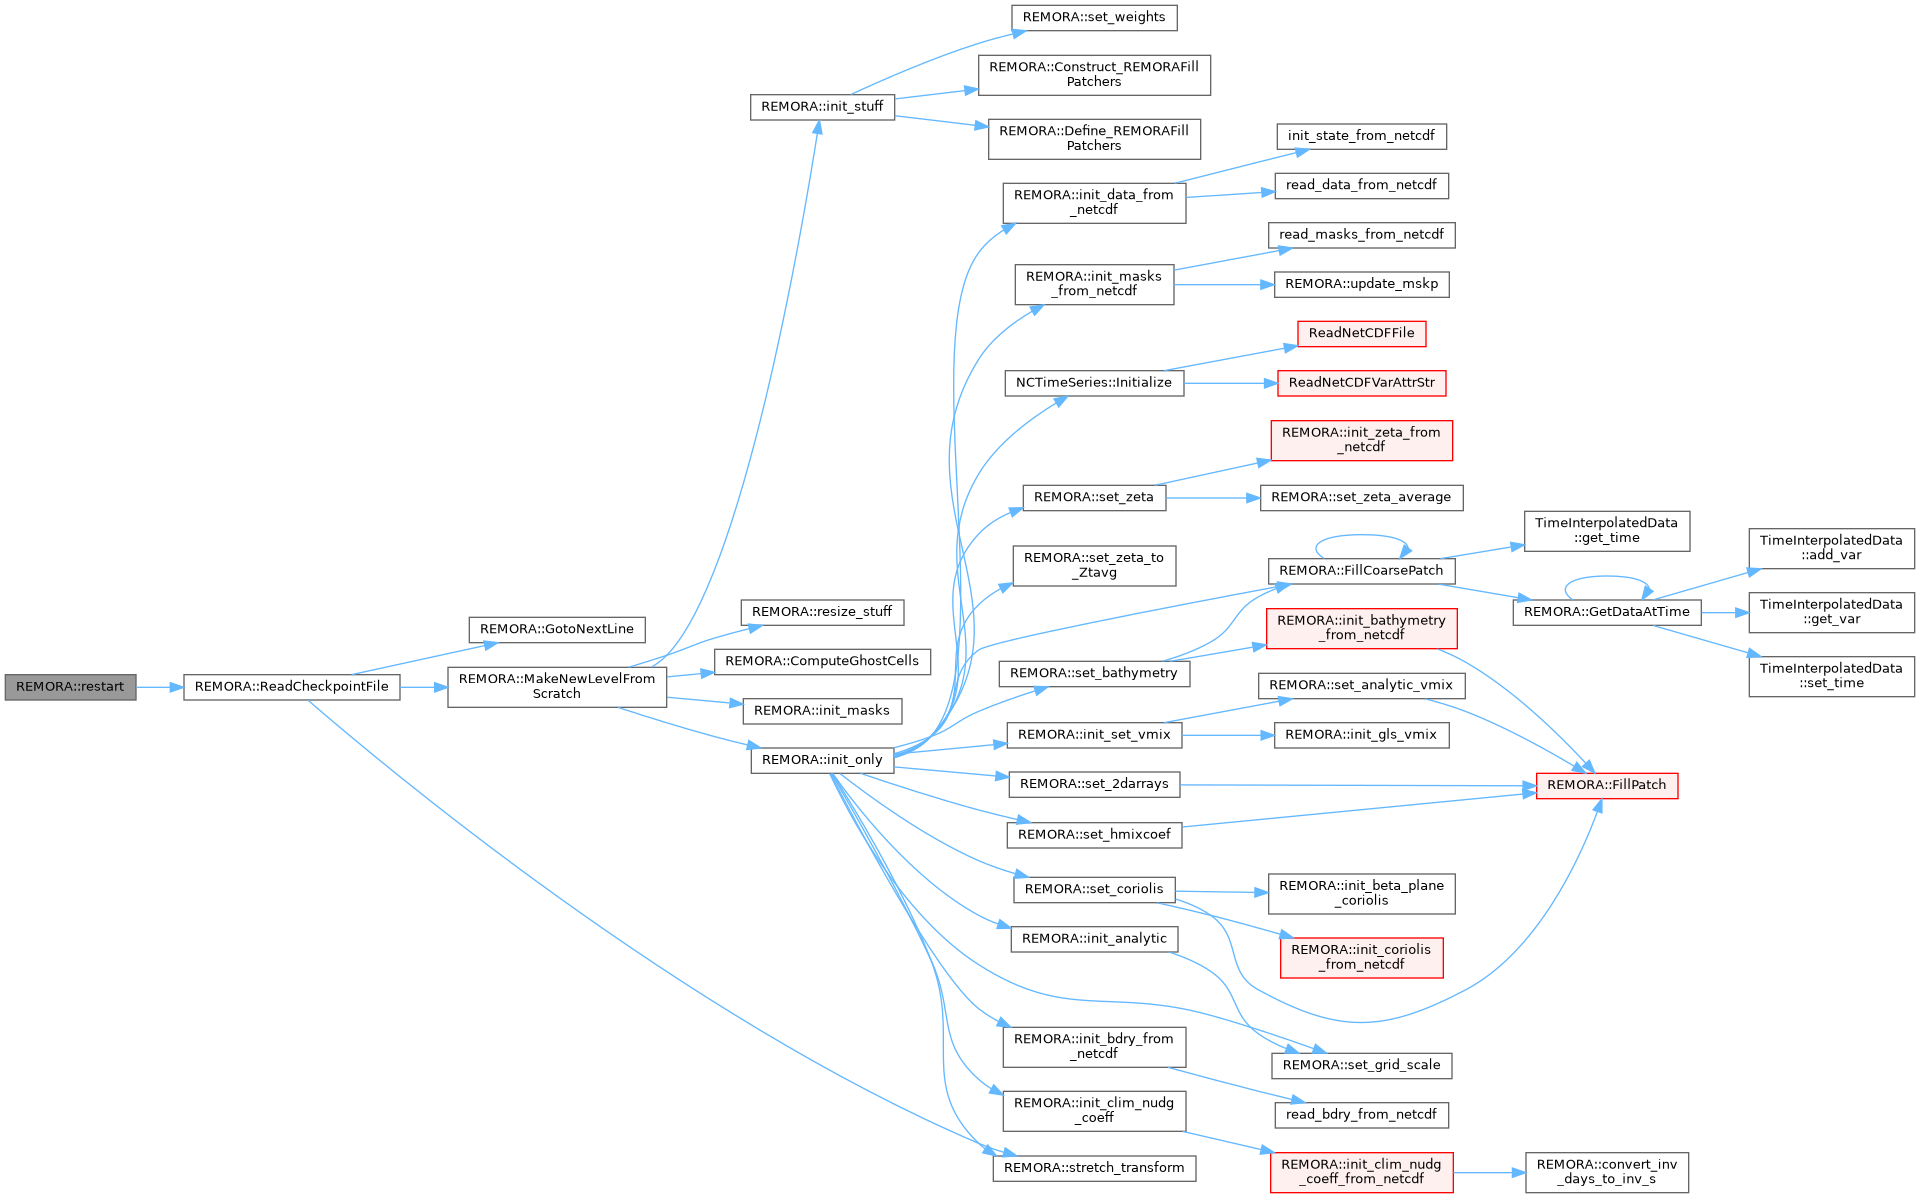 REMORA::restart
REMORA::ReadCheckpointFile
REMORA::GotoNextLine
REMORA::MakeNewLevelFrom
Scratch
REMORA::init_stuff
REMORA::resize_stuff
REMORA::ComputeGhostCells
REMORA::init_masks
REMORA::init_only
REMORA::set_weights
REMORA::Construct_REMORAFill
Patchers
REMORA::Define_REMORAFill
Patchers
REMORA::init_data_from
_netcdf
REMORA::init_masks
_from_netcdf
NCTimeSeries::Initialize
REMORA::set_zeta
REMORA::set_zeta_to
_Ztavg
REMORA::set_bathymetry
REMORA::init_set_vmix
REMORA::set_2darrays
REMORA::set_hmixcoef
REMORA::set_coriolis
REMORA::init_analytic
REMORA::init_bdry_from
_netcdf
REMORA::init_clim_nudg
_coeff
REMORA::stretch_transform
init_state_from_netcdf
read_data_from_netcdf
read_masks_from_netcdf
REMORA::update_mskp
ReadNetCDFFile
ReadNetCDFVarAttrStr
REMORA::init_zeta_from
_netcdf
REMORA::set_zeta_average
REMORA::FillCoarsePatch
REMORA::init_bathymetry
_from_netcdf
REMORA::set_analytic_vmix
REMORA::init_gls_vmix
REMORA::init_beta_plane
_coriolis
REMORA::init_coriolis
_from_netcdf
REMORA::set_grid_scale
read_bdry_from_netcdf
REMORA::init_clim_nudg
_coeff_from_netcdf
TimeInterpolatedData
::get_time
REMORA::GetDataAtTime
REMORA::FillPatch
REMORA::convert_inv
_days_to_inv_s
TimeInterpolatedData
::add_var
TimeInterpolatedData
::get_var
TimeInterpolatedData
::set_time